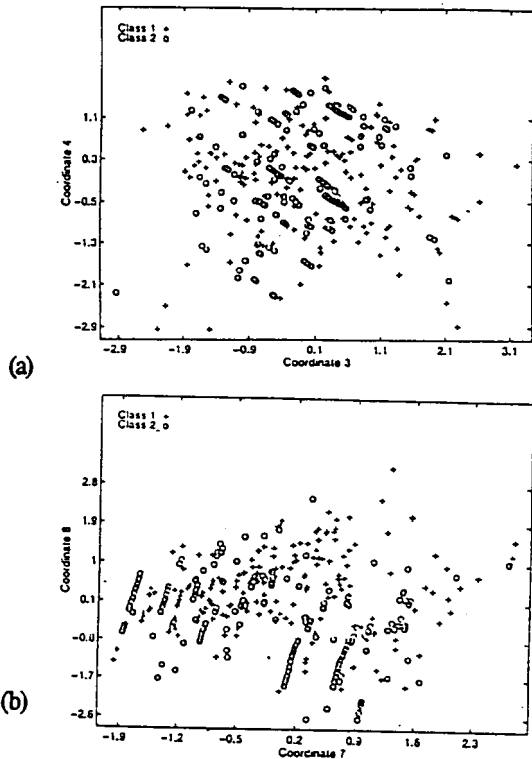 Class 1 +
Class 2 o
Coordinate 4
1.1
0.3
-0.5
-1.3
-2.1
-2.9
-2.9 -1.9 -0.9 0.1 1.1 2.1 3.1
Coordinate 3
(a)
Class 1 +
Class 2 o
Coordinate 8
2.8
1.9
1
0.1
-0.8
-1.7
-2.6
-1.9 -1.2 -0.5 0.2 0.9 1.6 2.3
Coordinate 7
(b)